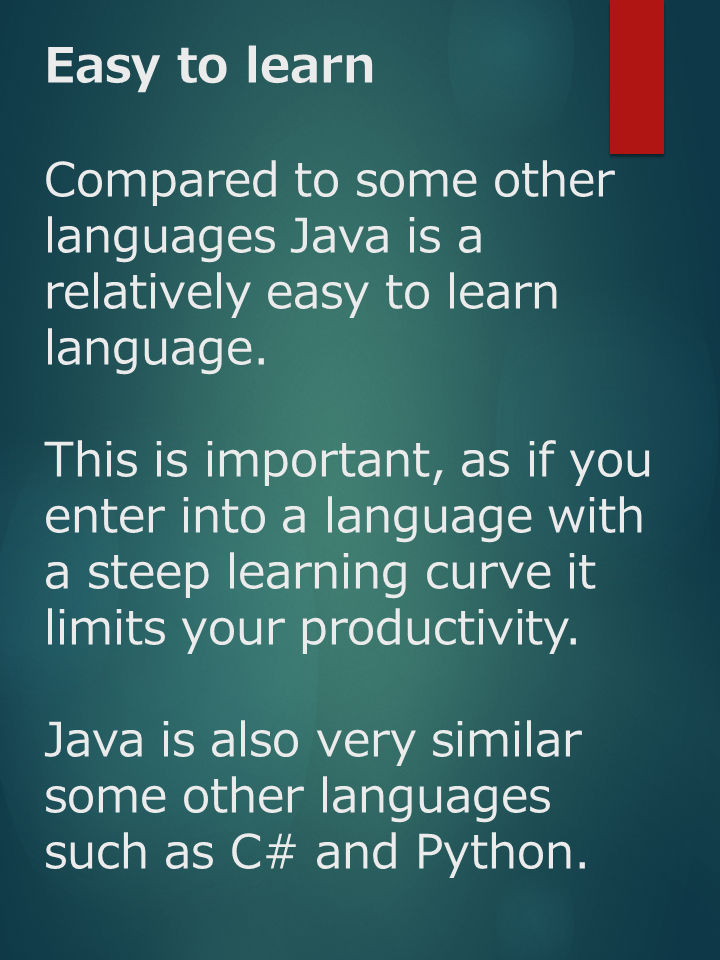 Easy to learn
Compared to some other
languages Java is a
relatively easy to learn
language.
This is important, as if you
enter into a language with
a steep learning curve it
limits your productivity.
Java is also very similar
some other languages
such as C# and Python.